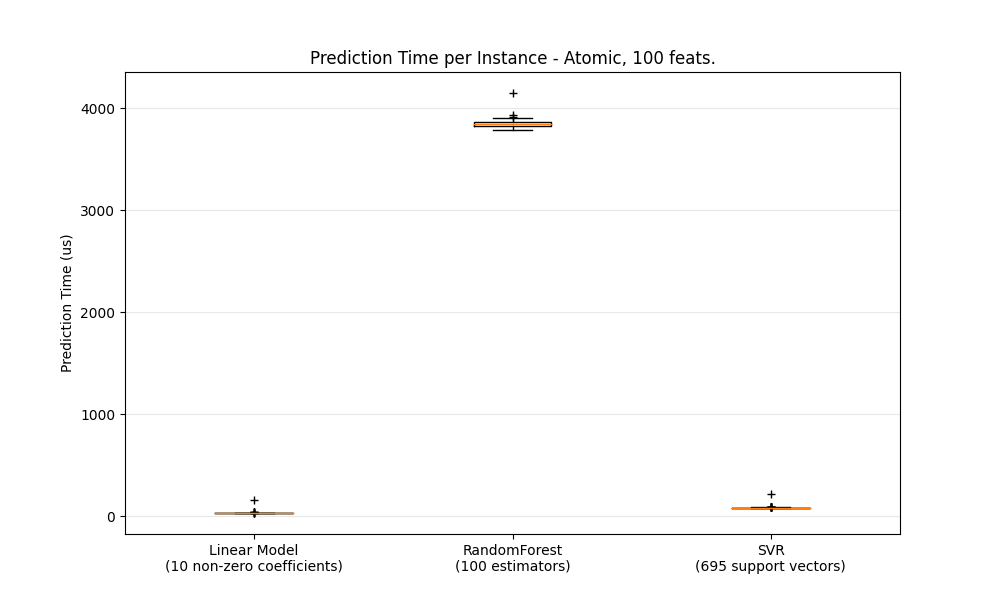 Prediction Time per Instance - Atomic, 100 feats.
Prediction Time (us)
4000
3000
2000
1000
0
Linear Model
(10 non-zero coefficients)
RandomForest
(100 estimators)
SVR
(695 support vectors)